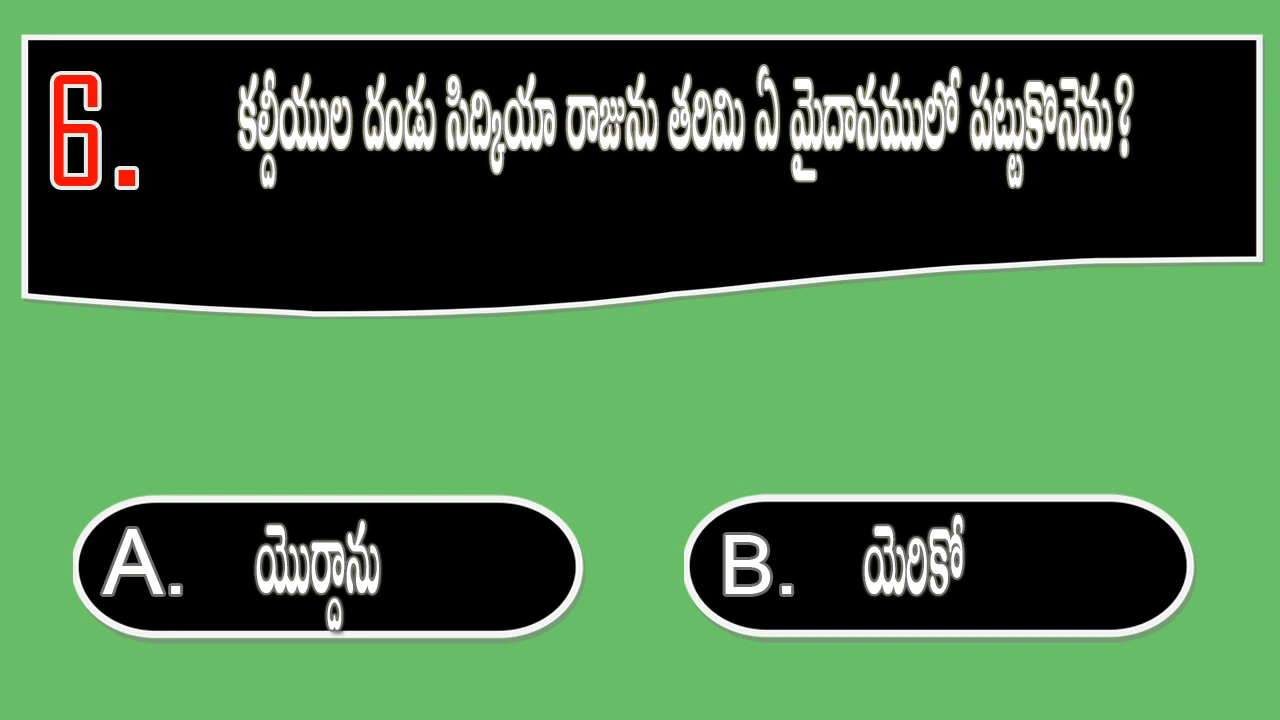 6. కల్దీయుల దండు సిద్కియా రాజును తరిమి ఏ మైదానములో పట్టుకొనెను?
A. యొర్దాను
B. యెరికో